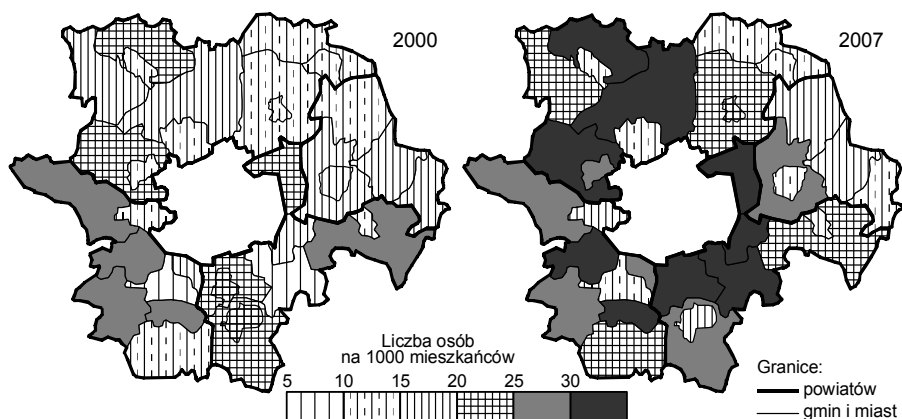 2000
2007
Liczba osób
na 1000 mieszkańców
5 10 15 20 25 30
Granice:
powiatów
gmin i miast